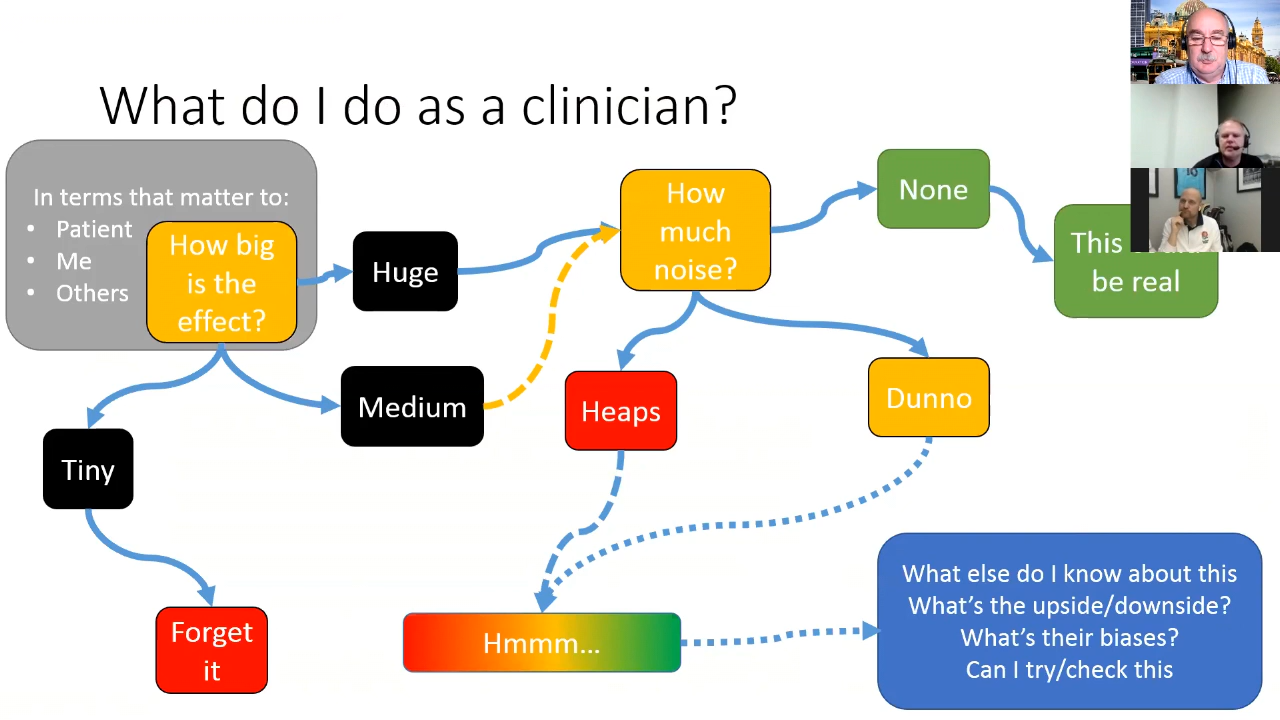 What do I do as a clinician?
In terms that matter to:
• Patient
• Me
• Others
How big
is the
effect?
Huge
Medium
Tiny
Forget
it
How
much
noise?
None
This
be real
Heaps
Dunno
Hmmm...
What else do I know about this
What's the upside/downside?
What's their biases?
Can I try/check this